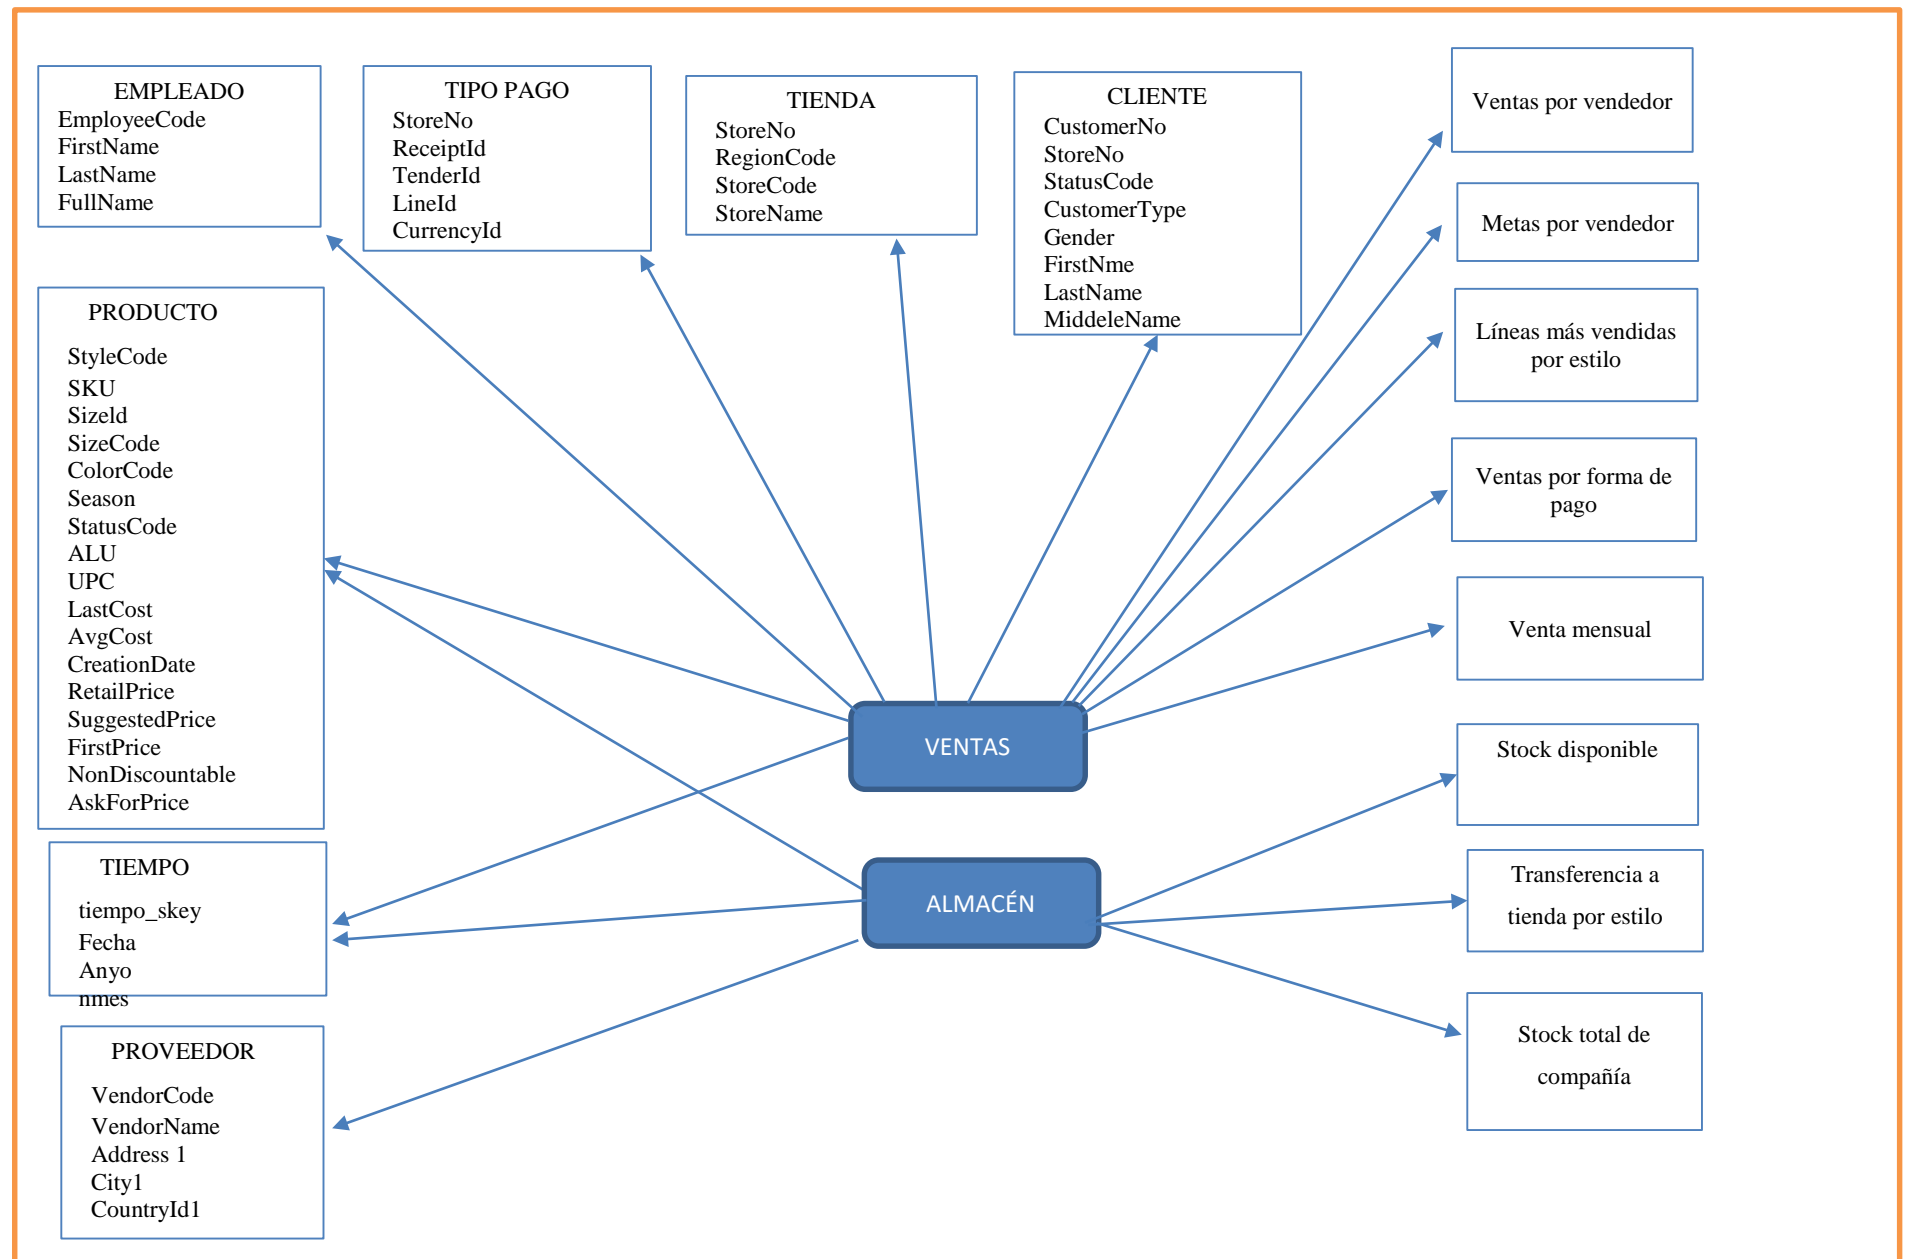 EMPLEADO
EmployeeCode
FirstName
LastName
FullName
TIPO PAGO
StoreNo
ReceiptId
TenderId
LineId
CurrencyId
TIENDA
StoreNo
RegionCode
StoreCode
StoreName
CLIENTE
CustomerNo
StoreNo
StatusCode
CustomerType
Gender
FirstNme
LastName
MiddeleName
PRODUCTO
StyleCode
SKU
Sizeld
SizeCode
ColorCode
Season
StatusCode
ALU
UPC
LastCost
AvgCost
CreationDate
RetailPrice
SuggestedPrice
FirstPrice
NonDiscountable
AskForPrice
TIEMPO
tiempo_skey
Fecha
Anyo
nmes
PROVEEDOR
VendorCode
VendorName
Address 1
City1
CountryId1
VENTAS
ALMACÉN
Ventas por vendedor
Metas por vendedor
Líneas más vendidas
por estilo
Ventas por forma de
pago
Venta mensual
Stock disponible
Transferencia a
tienda por estilo
Stock total de
compañía